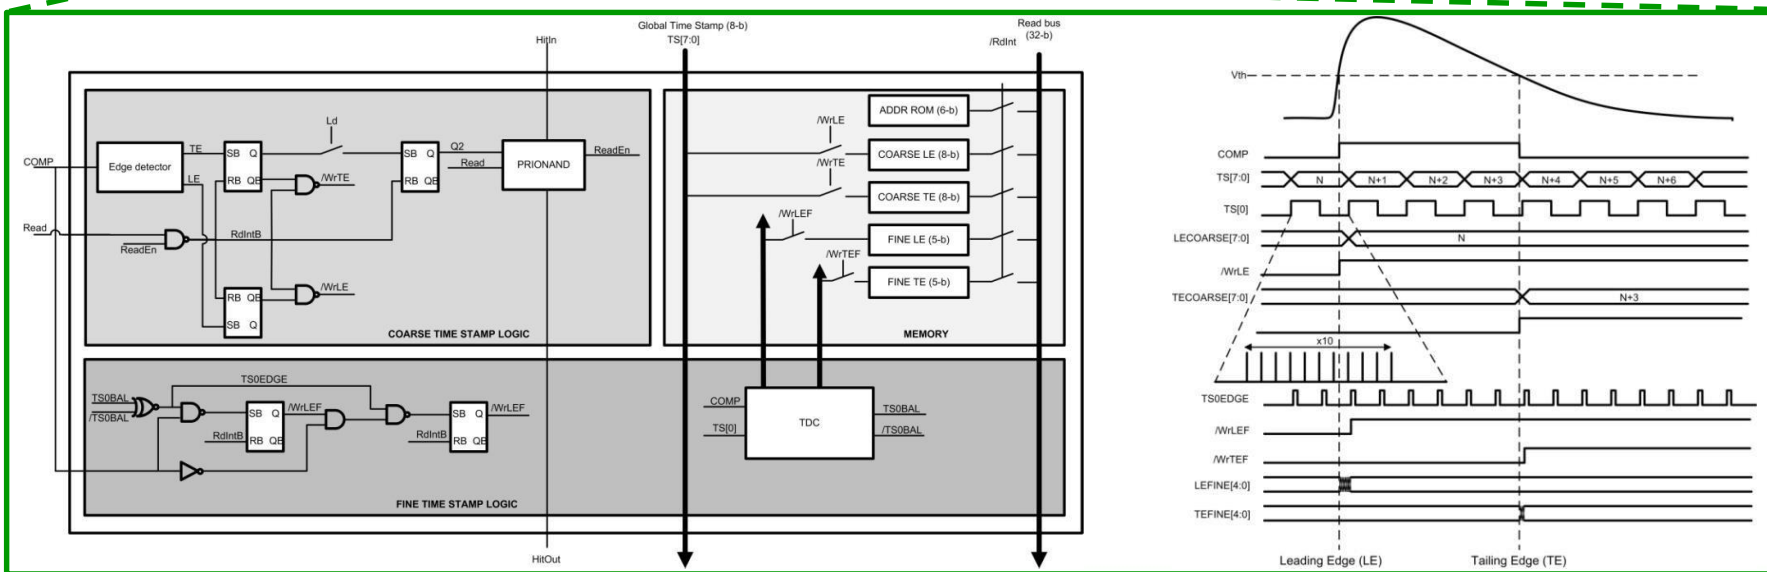 Global Time Stamp (8-b)
TS[7:0]
Read bus
(32-b)
/RdInt
HitIn
COMP
Edge detector
TE
LE
SB Q
RB QB
Ld
/WrTE
SB Q
RB QB
Q2
Read
PRIONAND
ReadEn
Read
ReadEn
RdIntB
RB QB
SB Q
/WrLE
COARSE TIME STAMP LOGIC
ADDR ROM (6-b)
/WrLE
COARSE LE (8-b)
/WrTE
COARSE TE (8-b)
/WrLEF
FINE LE (5-b)
/WrTEF
FINE TE (5-b)
MEMORY
TS0EDGE
TS0BAL
/TS0BAL
SB Q
RB QB
/WrLEF
RdIntB
SB Q
RB QB
/WrLEF
RdIntB
COMP
TS[0]
TDC
TS0BAL
/TS0BAL
FINE TIME STAMP LOGIC
HitOut
Vth
COMP
TS[7:0]
N N+1 N+2 N+3 N+4 N+5 N+6
TS[0]
LECOARSE[7:0]
N
/WrLE
TECOARSE[7:0]
N+3
x10
TS0EDGE
/WrLEF
/WrTEF
LEFINE[4:0]
TEFINE[4:0]
Leading Edge (LE)
Tailing Edge (TE)